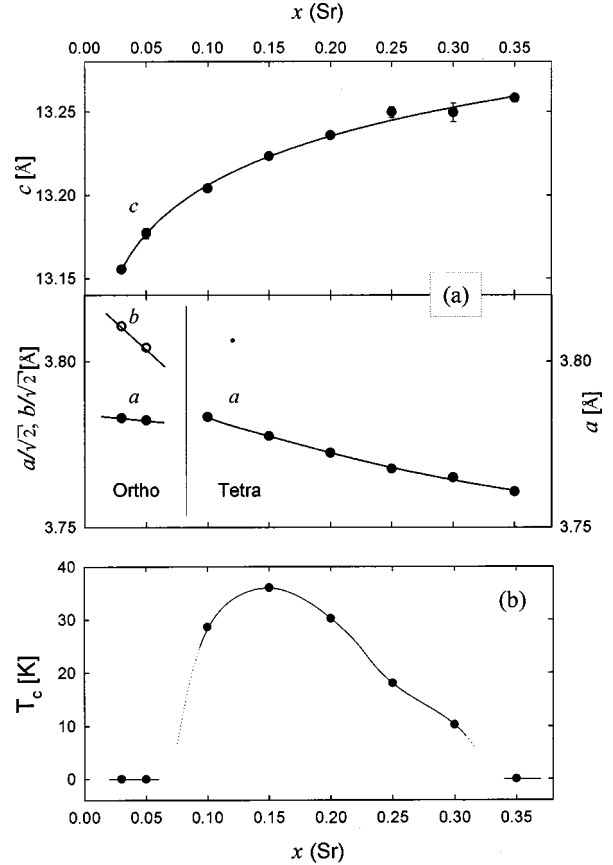 x (Sr)
0.00 0.05 0.10 0.15 0.20 0.25 0.30 0.35
13.25
13.20
13.15
c [Å]
c
(a)
b
a
a
3.80
3.75
a/√2, b/√2 [Å]
3.80
3.75
a [Å]
Ortho
Tetra
(b)
40
30
20
10
0
Tc [K]
0.00 0.05 0.10 0.15 0.20 0.25 0.30 0.35
x (Sr)